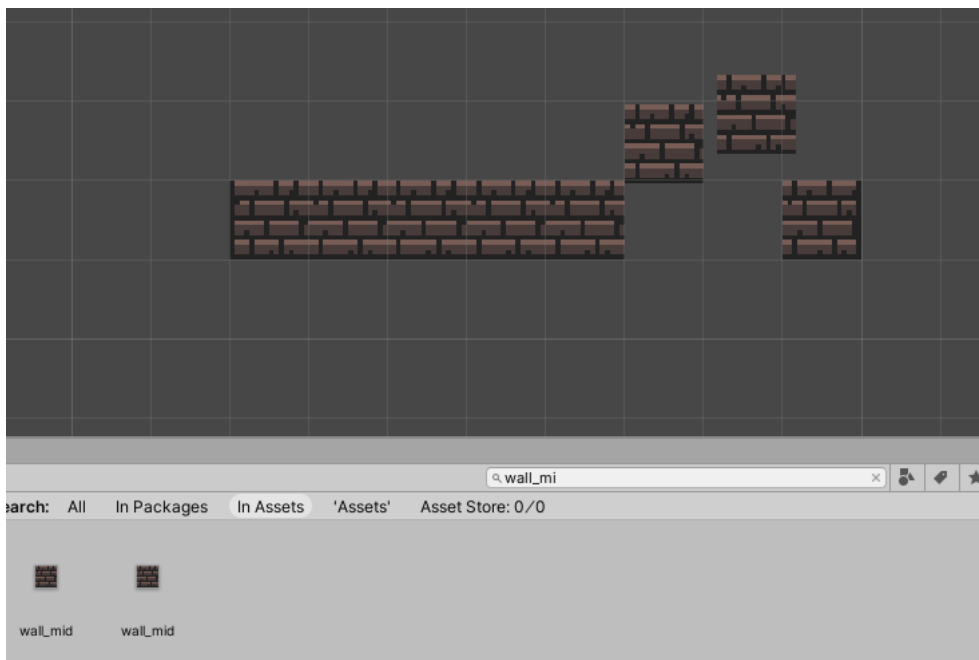 wall_mi
earch: All In Packages In Assets 'Assets' Asset Store: 0/0
wall_mid wall_mid